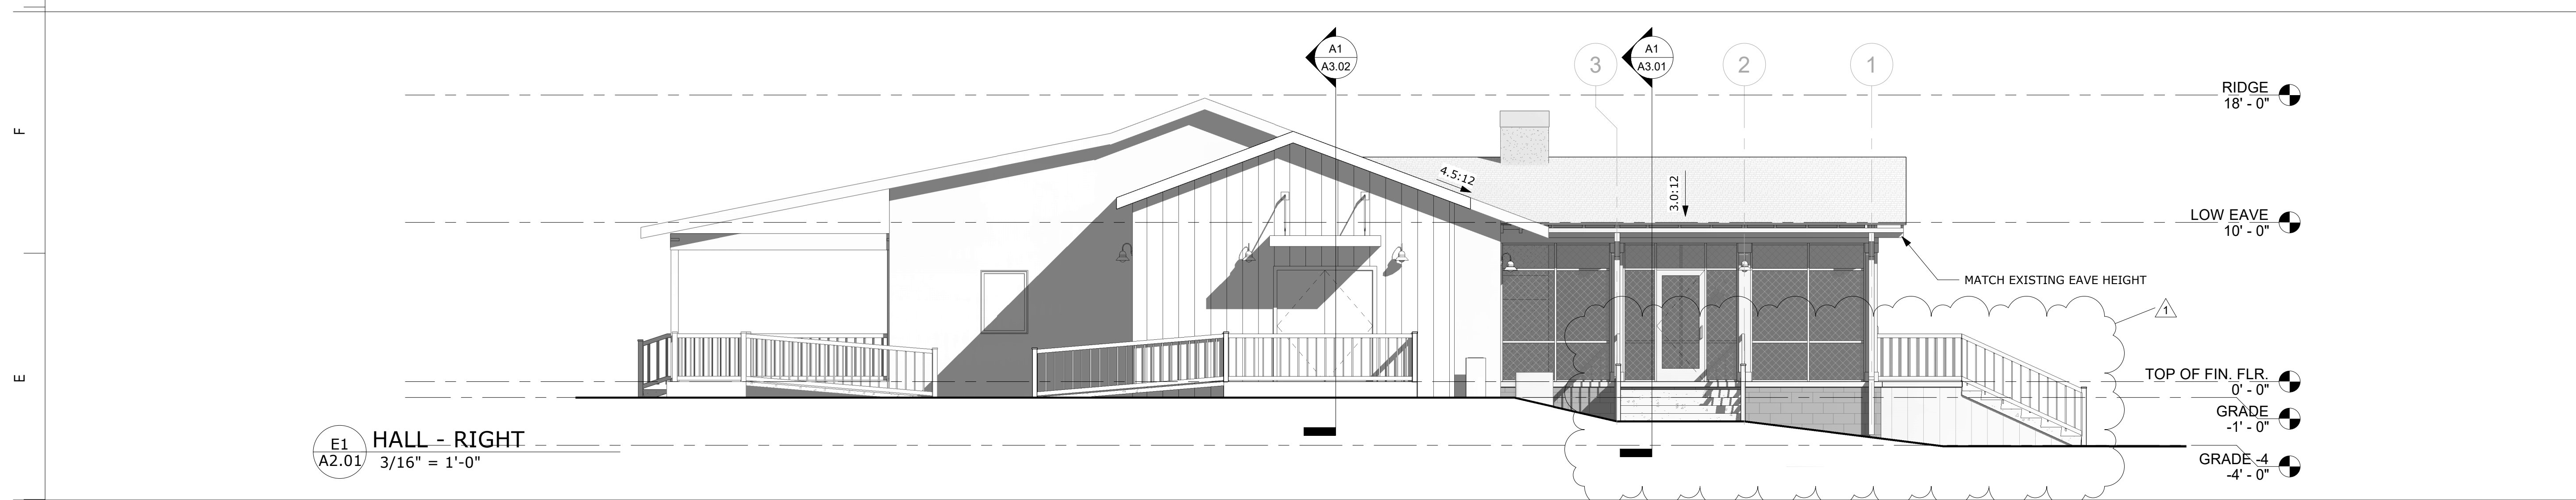 A1
A3.02
3
A1
A3.01
2
1
RIDGE
18' - 0"
F
4.5:12
3.0:12
LOW EAVE
10' - 0"
MATCH EXISTING EAVE HEIGHT
1
E
TOP OF FIN. FLR.
0' - 0"
GRADE
-1' - 0"
E1
A2.01
HALL - RIGHT
3/16" = 1'-0"
GRADE -4
-4' - 0"